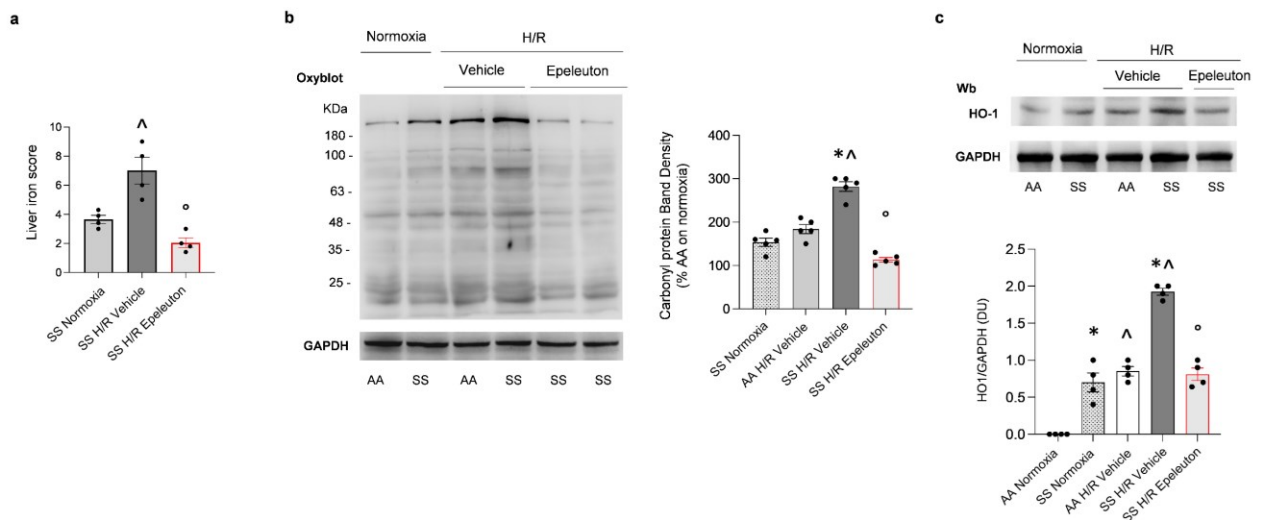 a
Liver iron score
10
8
6
4
2
0
^
°
SS Normoxia
SS H/R Vehicle
SS H/R Epeleuton
b
Normoxia
H/R
Vehicle
Epeleuton
Oxyblot
KDa
180 -
100 -
63 -
48 -
35 -
25 -
GAPDH
AA SS AA SS SS SS
Carbonyl protein Band Density
(% AA on normoxia)
400
300
200
100
0
* ^
°
SS Normoxia
AA H/R Vehicle
SS H/R Vehicle
SS H/R Epeleuton
c
Normoxia
H/R
Vehicle
Epeleuton
Wb
HO-1
GAPDH
AA SS AA SS SS
HO1/GAPDH (DU)
2.5
2.0
1.5
1.0
0.5
0.0
*
^
* ^
°
AA Normoxia
SS Normoxia
AA H/R Vehicle
SS H/R Vehicle
SS H/R Epeleuton